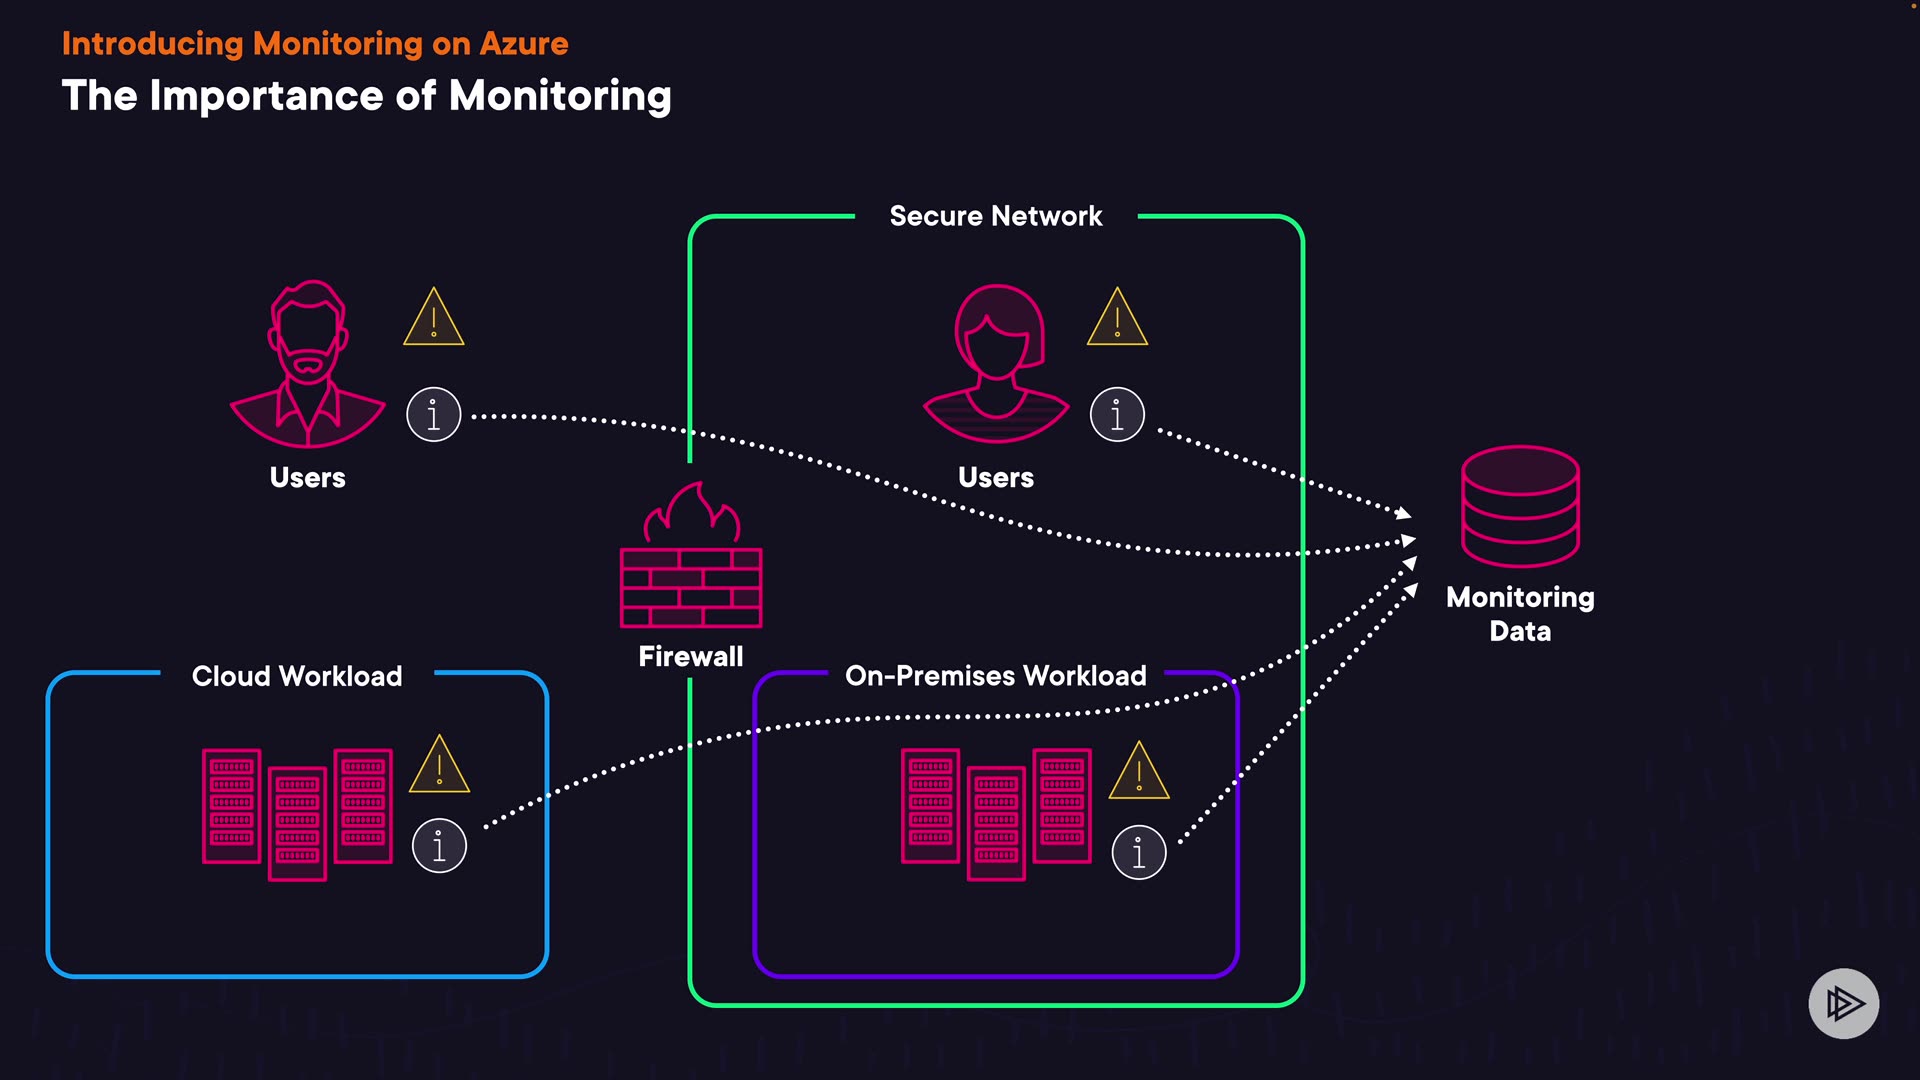 Introducing Monitoring on Azure
The Importance of Monitoring
Secure Network
Users
Users
Firewall
Monitoring
Data
Cloud Workload
On-Premises Workload